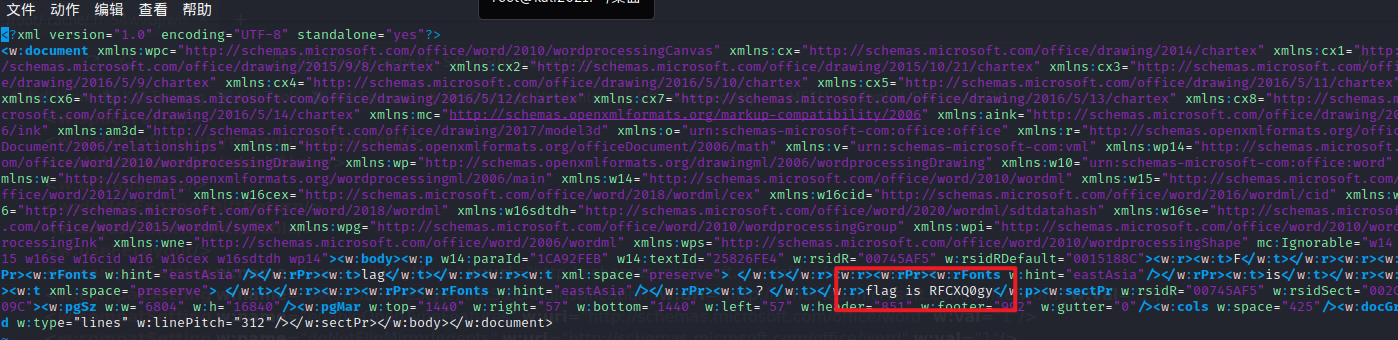 文件 动作 编辑 查看 帮助
<?xml version="1.0" encoding="UTF-8" standalone="yes"?>
<w:document xmlns:wpc="http://schemas.microsoft.com/office/word/2010/wordprocessingCanvas" xmlns:cx="http://schemas.microsoft.com/office/drawing/2014/chartex" xmlns:cx1="http:/
/schemas.microsoft.com/office/drawing/2015/9/8/chartex" xmlns:cx2="http://schemas.microsoft.com/office/drawing/2015/10/21/chartex" xmlns:cx3="http://schemas.microsoft.com/offic
e/drawing/2016/5/9/chartex" xmlns:cx4="http://schemas.microsoft.com/office/drawing/2016/5/10/chartex" xmlns:cx5="http://schemas.microsoft.com/office/drawing/2016/5/11/chartex"
xmlns:cx6="http://schemas.microsoft.com/office/drawing/2016/5/12/chartex" xmlns:cx7="http://schemas.microsoft.com/office/drawing/2016/5/13/chartex" xmlns:cx8="http://schemas.mi
crosoft.com/office/drawing/2016/5/14/chartex" xmlns:mc="http://schemas.openxmlformats.org/markup-compatibility/2006" xmlns:aink="http://schemas.microsoft.com/office/drawing/201
6/ink" xmlns:am3d="http://schemas.microsoft.com/office/drawing/2017/model3d" xmlns:o="urn:schemas-microsoft-com:office:office" xmlns:r="http://schemas.openxmlformats.org/office
Document/2006/relationships" xmlns:m="http://schemas.openxmlformats.org/officeDocument/2006/math" xmlns:v="urn:schemas-microsoft-com:vml" xmlns:wp14="http://schemas.microsoft.c
om/office/word/2010/wordprocessingDrawing" xmlns:wp="http://schemas.openxmlformats.org/drawingml/2006/wordprocessingDrawing" xmlns:w10="urn:schemas-microsoft-com:office:word"
mlns:w="http://schemas.openxmlformats.org/wordprocessingml/2006/main" xmlns:w14="http://schemas.microsoft.com/office/word/2010/wordml" xmlns:w15="http://schemas.microsoft.com/o
ffice/word/2012/wordml" xmlns:w16cex="http://schemas.microsoft.com/office/word/2018/wordml/cex" xmlns:w16cid="http://schemas.microsoft.com/office/word/2016/wordml/cid" xmlns:w1
6="http://schemas.microsoft.com/office/word/2018/wordml" xmlns:w16sdtdh="http://schemas.microsoft.com/office/word/2020/wordml/sdtdatahash" xmlns:w16se="http://schemas.microsoft
.com/office/word/2015/wordml/symex" xmlns:wpg="http://schemas.microsoft.com/office/word/2010/wordprocessingGroup" xmlns:wpi="http://schemas.microsoft.com/office/word/2010/wordp
rocessingInk" xmlns:wne="http://schemas.microsoft.com/office/word/2006/wordml" xmlns:wps="http://schemas.microsoft.com/office/word/2010/wordprocessingShape" mc:Ignorable="w14 w
15 w16se w16cid w16 w16cex w16sdtdh wp14"><w:body><w:p w14:paraId="1CA92FEB" w14:textId="25826FE4" w:rsidR="00745AF5" w:rsidRDefault="0015188C"><w:r><w:t>F</w:t></w:r><w:r><w:r
Pr><w:rFonts w:hint="eastAsia"/></w:rPr><w:t>lag</w:t></w:r><w:r><w:t xml:space="preserve"> </w:t></w:r><w:r><w:rPr><w:rFonts w:hint="eastAsia"/></w:rPr><w:t>is</w:t></w:r><w:r
><w:t xml:space="preserve"> </w:t></w:r><w:r><w:rPr><w:rFonts w:hint="eastAsia"/></w:rPr><w:t>？</w:t></w:r>flag is RFCXQ0gy</w:p><w:sectPr w:rsidR="00745AF5" w:rsidSect="002C
09C"><w:pgSz w:w="6804" w:h="16840"/><w:pgMar w:top="1440" w:right="57" w:bottom="1440" w:left="57" w:header="851" w:footer="992" w:gutter="0"/><w:cols w:space="425"/><w:docGri
d w:type="lines" w:linePitch="312"/></w:sectPr></w:body></w:document>
~